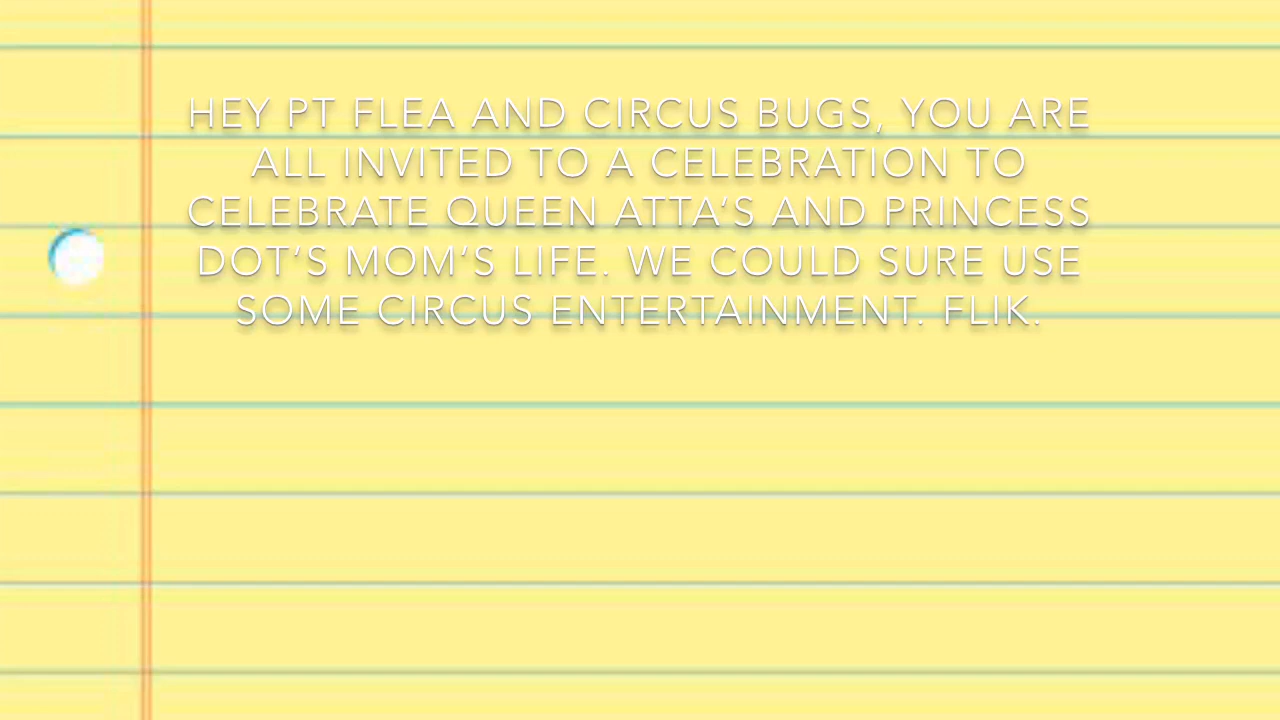 HEY PT FLEA AND CIRCUS BUGS, YOU ARE
ALL INVITED TO A CELEBRATION TO
CELEBRATE QUEEN ATTA‘S AND PRINCESS
DOT‘S MOM‘S LIFE. WE COULD SURE USE
SOME CIRCUS ENTERTAINMENT. FLIK.